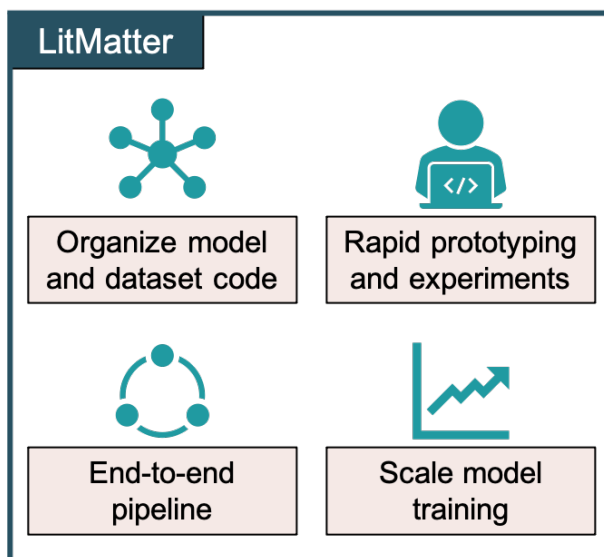 LitMatter
Organize model
and dataset code
Rapid prototyping
and experiments
</>
End-to-end
pipeline
Scale model
training